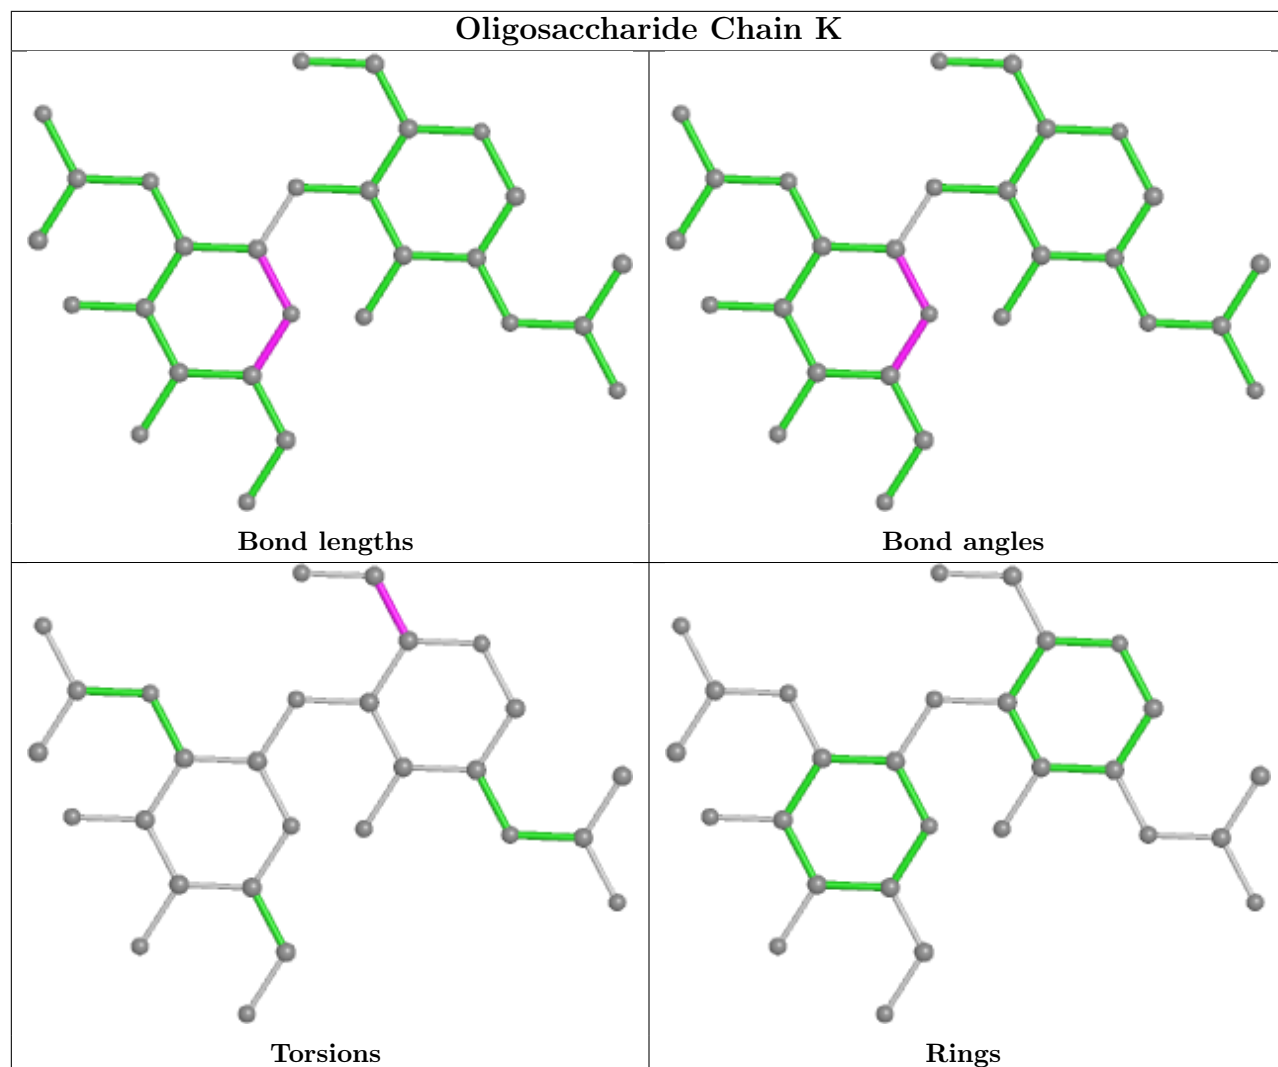 Oligosaccharide Chain K
Bond lengths
Bond angles
Torsions
Rings